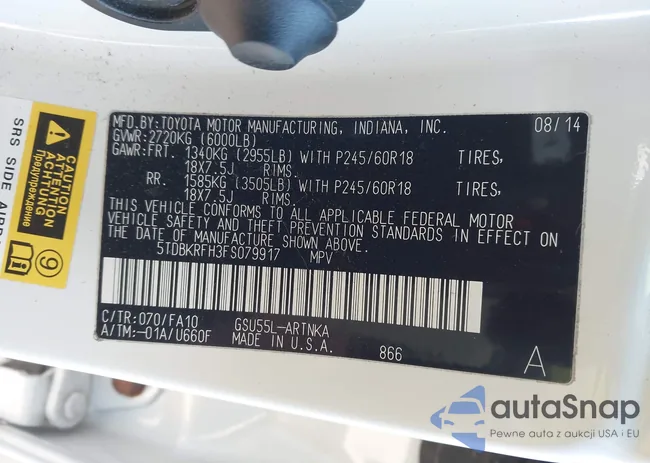 MFD.BY:TOYOTA MOTOR MANUFACTURING, INDIANA, INC. 08/14
GVWR:2720KG (6000LB)
GAWR:FRT. 1340KG (2955LB) WITH P245/60R18 TIRES,
18X7.5J RIMS.
RR. 1585KG (3505LB) WITH P245/60R18 TIRES,
18X7.5J RIMS.
THIS VEHICLE CONFORMS TO ALL APPLICABLE FEDERAL MOTOR
VEHICLE SAFETY AND THEFT PREVENTION STANDARDS IN EFFECT ON
THE DATE OF MANUFACTURE SHOWN ABOVE.
5TDBKRFH3FS079917 MPV
C/TR:070/FA10 GSU55L-ARTNKA
A/TM:-01A/U660F MADE IN U.S.A. 866 A
SRS SIDE AIRB
CAUTION
ATTENTION
Предупреждение
9
autaSnap
Pewne auta z aukcji USA i EU